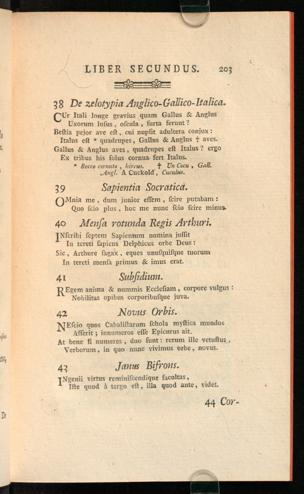 LIBER SECUNDUS. 203
38 De zelotypia Anglico-Gallico-Italica.
CUr Itali longe gravius quam Gallus & Anglus
Uxorum lusus, oscula, furta ferunt?
Bestia pejor ave est, cui nupsit adultera conjux:
Italus est * quadrupes, Gallus & Anglus † aves.
Gallus & Anglus aves, quadrupes est Italus? ergo
Ex tribus his solus cornua fert Italus.
* Becco cornuto, hircus. † Un Cocu, Gall.
Angl. A Cuckold, Cuculus.
39 Sapientia Socratica.
OMnia me, dum junior essem, scire putabam:
Quo scio plus, hoc me nunc scio scire minus.
40 Mensa rotunda Regis Arthuri.
INscribi septem Sapientum nomina jussit
In tereti sapiens Delphicus orbe Deus:
Sic, Arthure sagax, eques unusquisque tuorum
In tereti mensa primus & imus erat.
41 Subsidium.
REgem anima & nummis Ecclesiam, corpore vulgus:
Nobilitas opibus corporibusque juva.
42 Novus Orbis.
NEscio quos Cabalistarum schola mystica mundos
Asserit; innumeros esse Epicurus ait.
At bene si numeres, duo sunt: rerum ille vetustus,
Verborum, in quo nunc vivimus orbe, novus.
43 Janus Bifrons.
INgenii virtus reminiscendique facultas,
Iste quod à tergo est, illa quod ante, videt.
44 Cor-